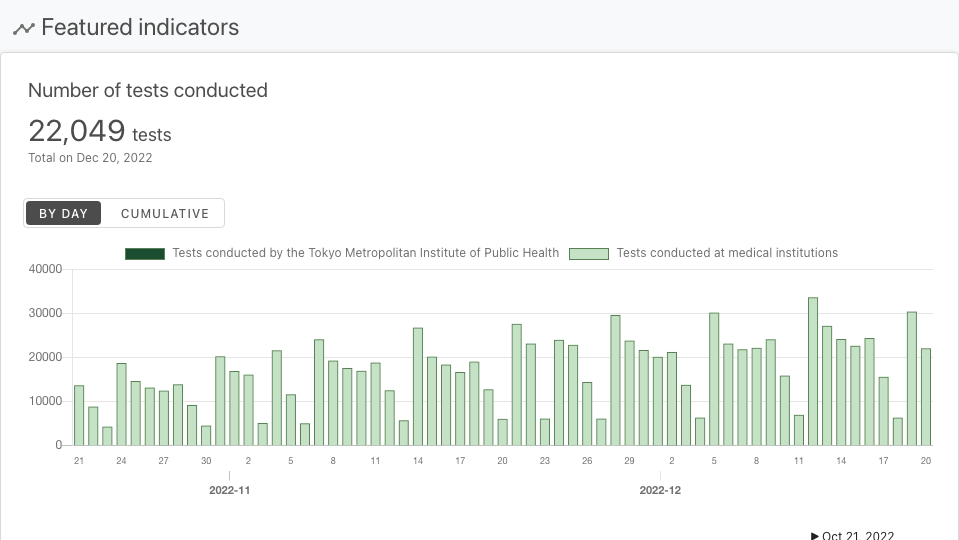 Featured indicators
Number of tests conducted
22,049 tests
Total on Dec 20, 2022
BY DAY CUMULATIVE
Tests conducted by the Tokyo Metropolitan Institute of Public Health Tests conducted at medical institutions
40000
30000
20000
10000
0
21 24 27 30 2 5 8 11 14 17 20 23 26 29 2 5 8 11 14 17 20
2022-11 2022-12
Oct 21, 2022